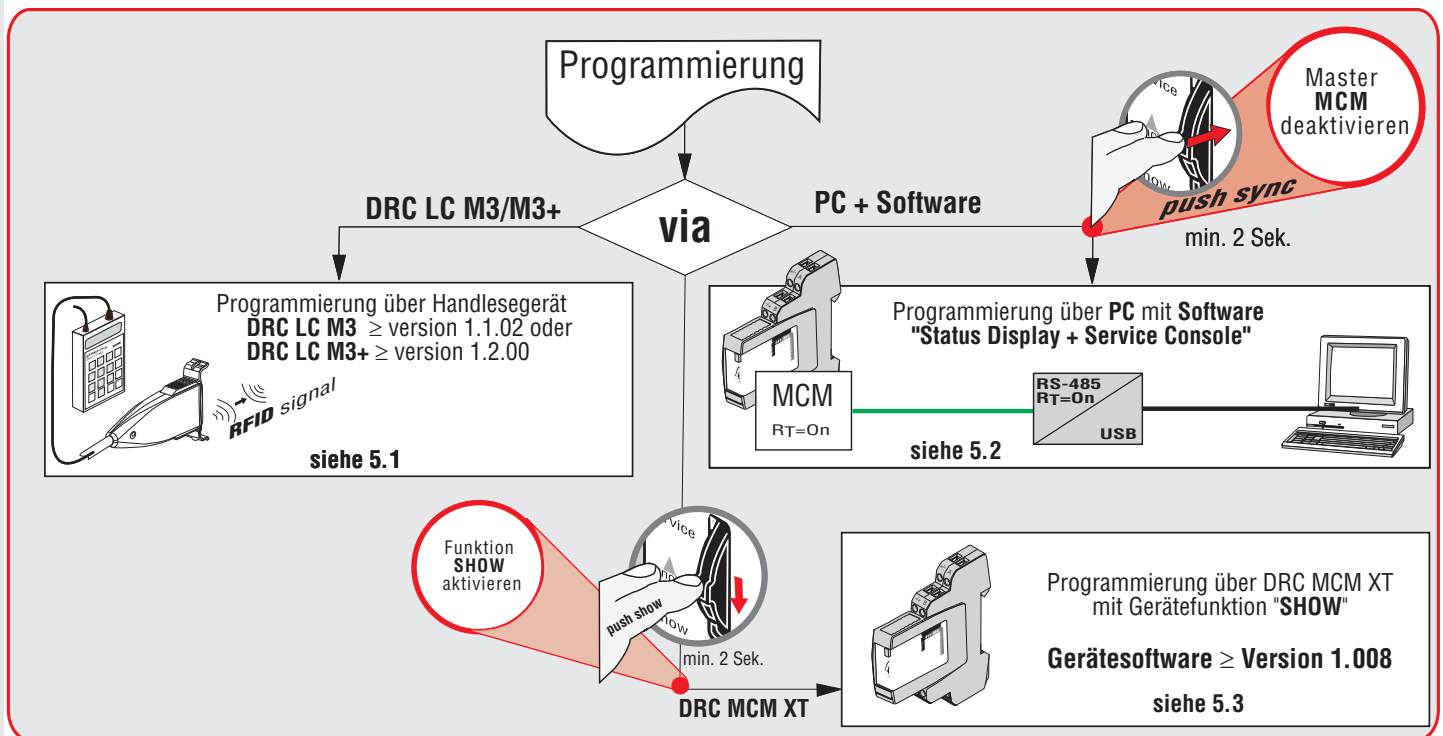 Programmierung
via
DRC LC M3/M3+
PC + Software
vice
how
push sync
min. 2 Sek.
Master
MCM
deaktivieren
Programmierung über Handlesegerät
DRC LC M3 ≥ version 1.1.02 oder
DRC LC M3+ ≥ version 1.2.00
RFID signal
siehe 5.1
Programmierung über PC mit Software
"Status Display + Service Console"
MCM
RT=On
RS-485
RT=On
USB
siehe 5.2
Funktion
SHOW
aktivieren
vice
push show
how
min. 2 Sek.
DRC MCM XT
Programmierung über DRC MCM XT
mit Gerätefunktion "SHOW"
Gerätesoftware ≥ Version 1.008
siehe 5.3